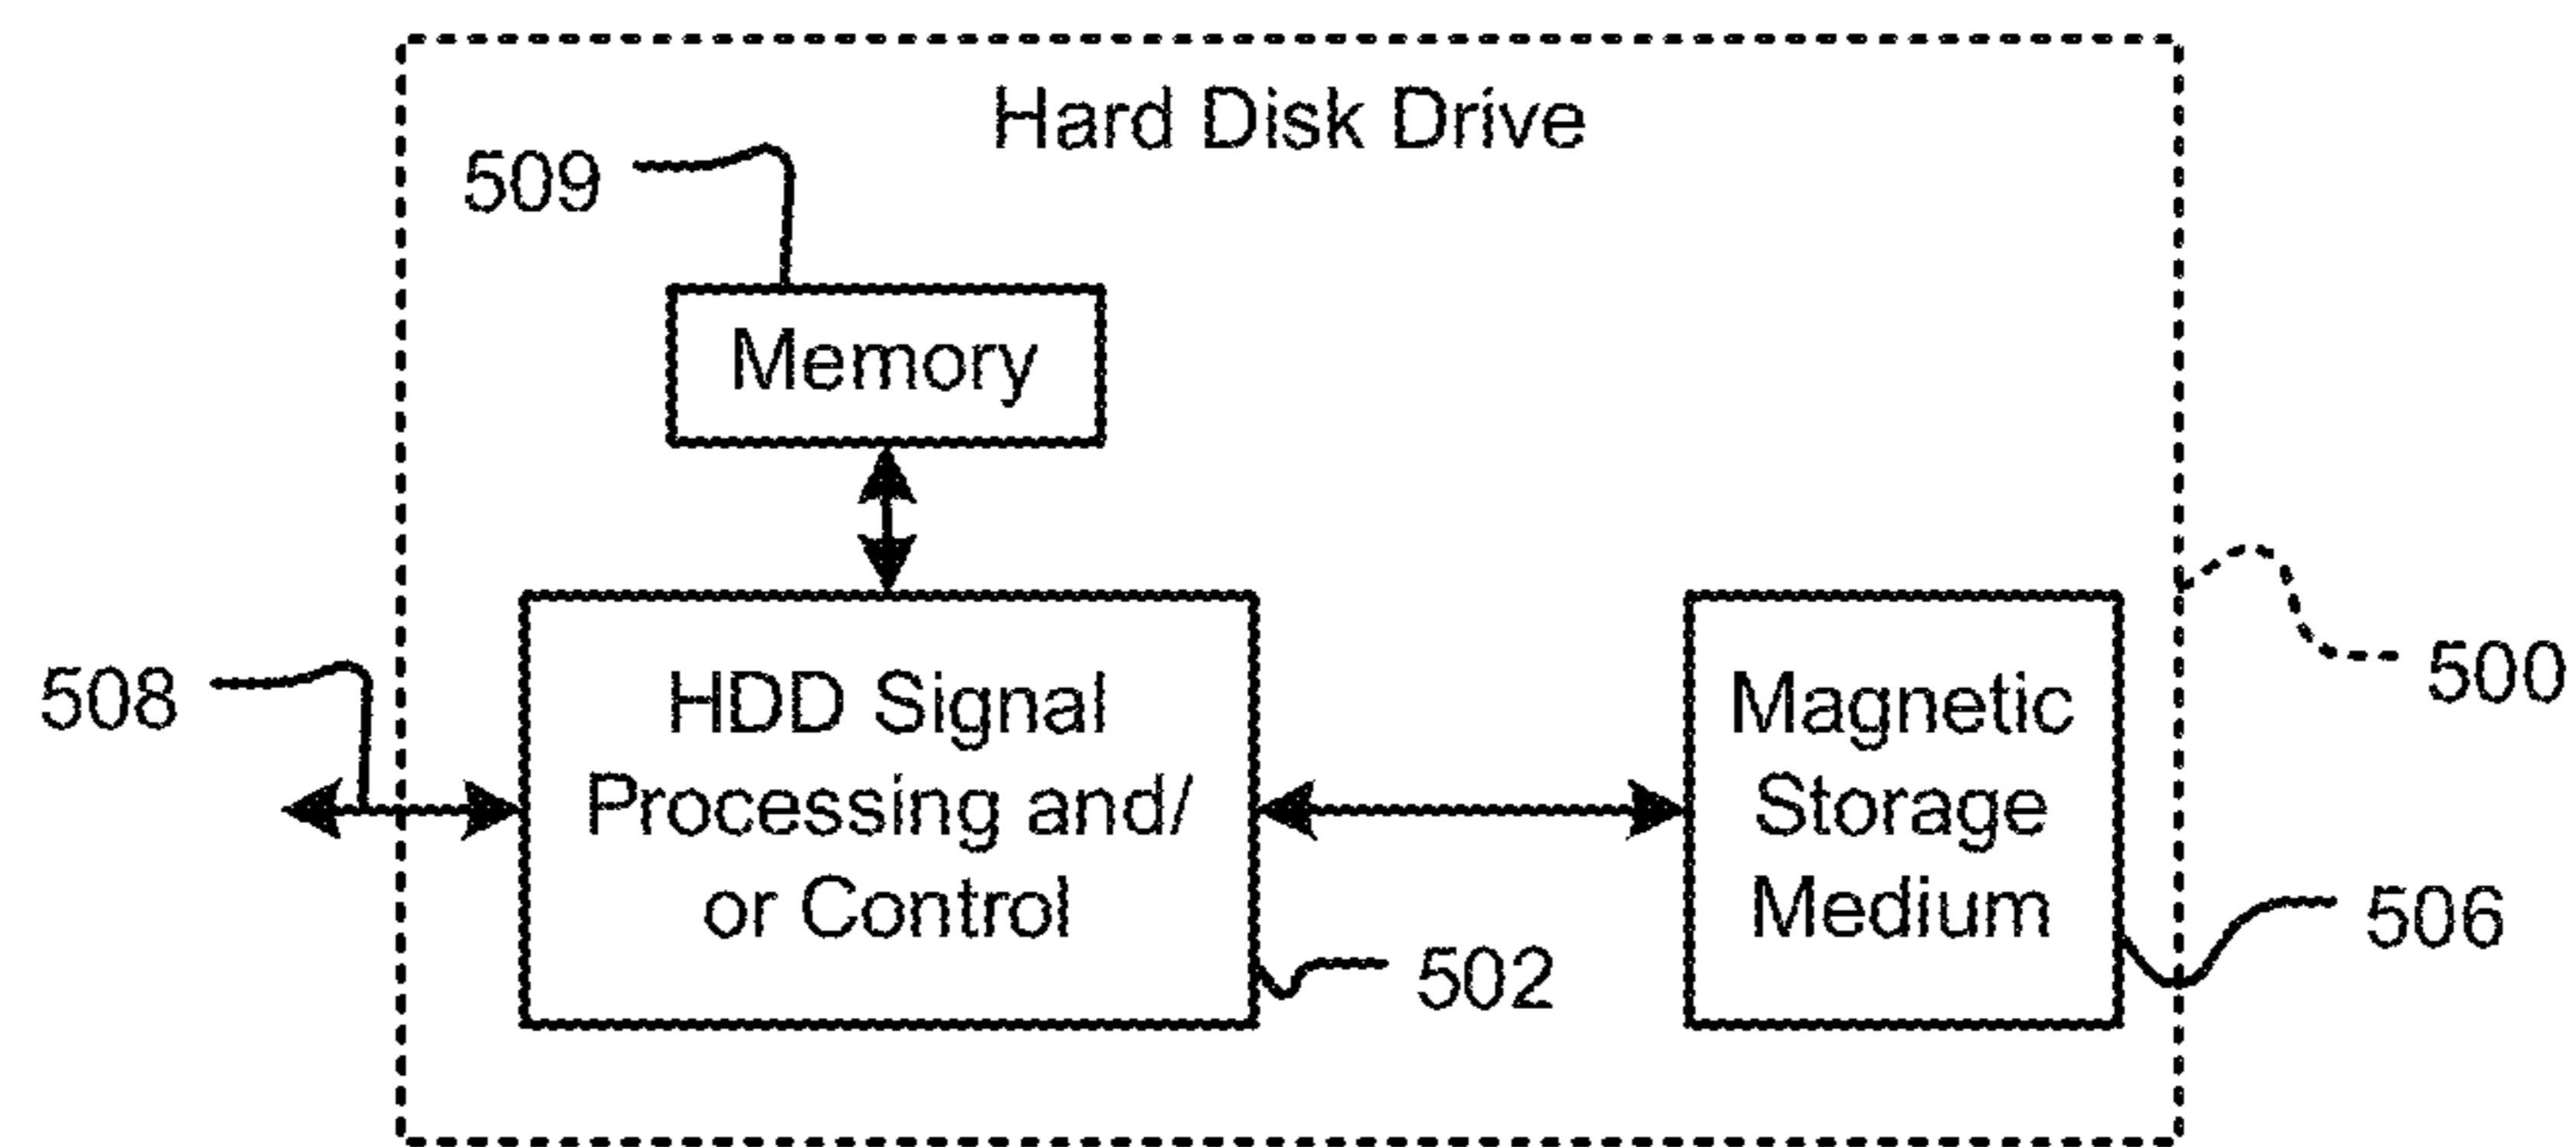 Hard Disk Drive
509
Memory
508
HDD Signal
Processing and/
or Control
502
Magnetic
Storage
Medium
500
506